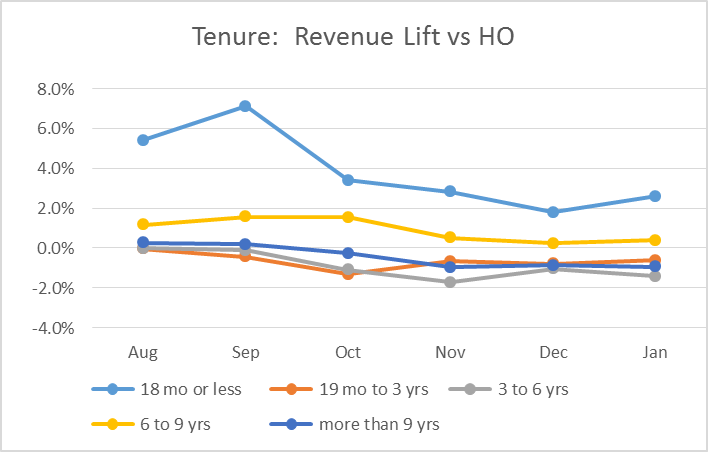 Tenure:  Revenue Lift vs HO
8.0%
6.0%
4.0%
2.0%
0.0%
-2.0%
-4.0%
Aug Sep Oct Nov Dec Jan
18 mo or less 19 mo to 3 yrs 3 to 6 yrs
6 to 9 yrs more than 9 yrs